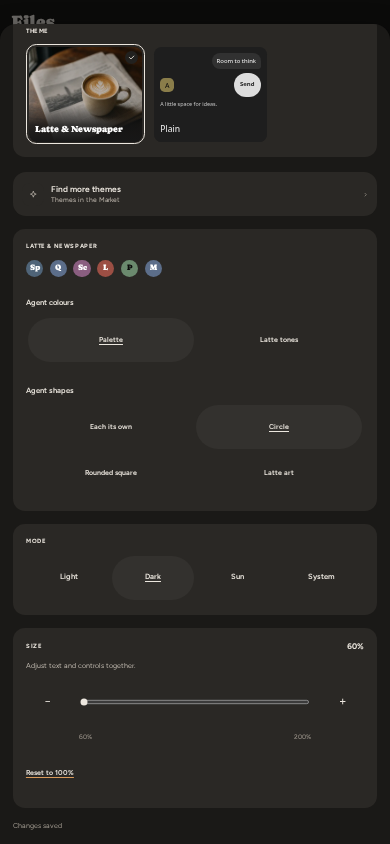 Files
THEME
Latte & Newspaper
Room to think
A
Send
A little space for ideas.
Plain
Find more themes
Themes in the Market
LATTE & NEWSPAPER
Sp Q Sc L P M
Agent colours
Palette
Latte tones
Agent shapes
Each its own
Circle
Rounded square
Latte art
MODE
Light
Dark
Sun
System
SIZE
60%
Adjust text and controls together.
−
+
60%
200%
Reset to 100%
Changes saved